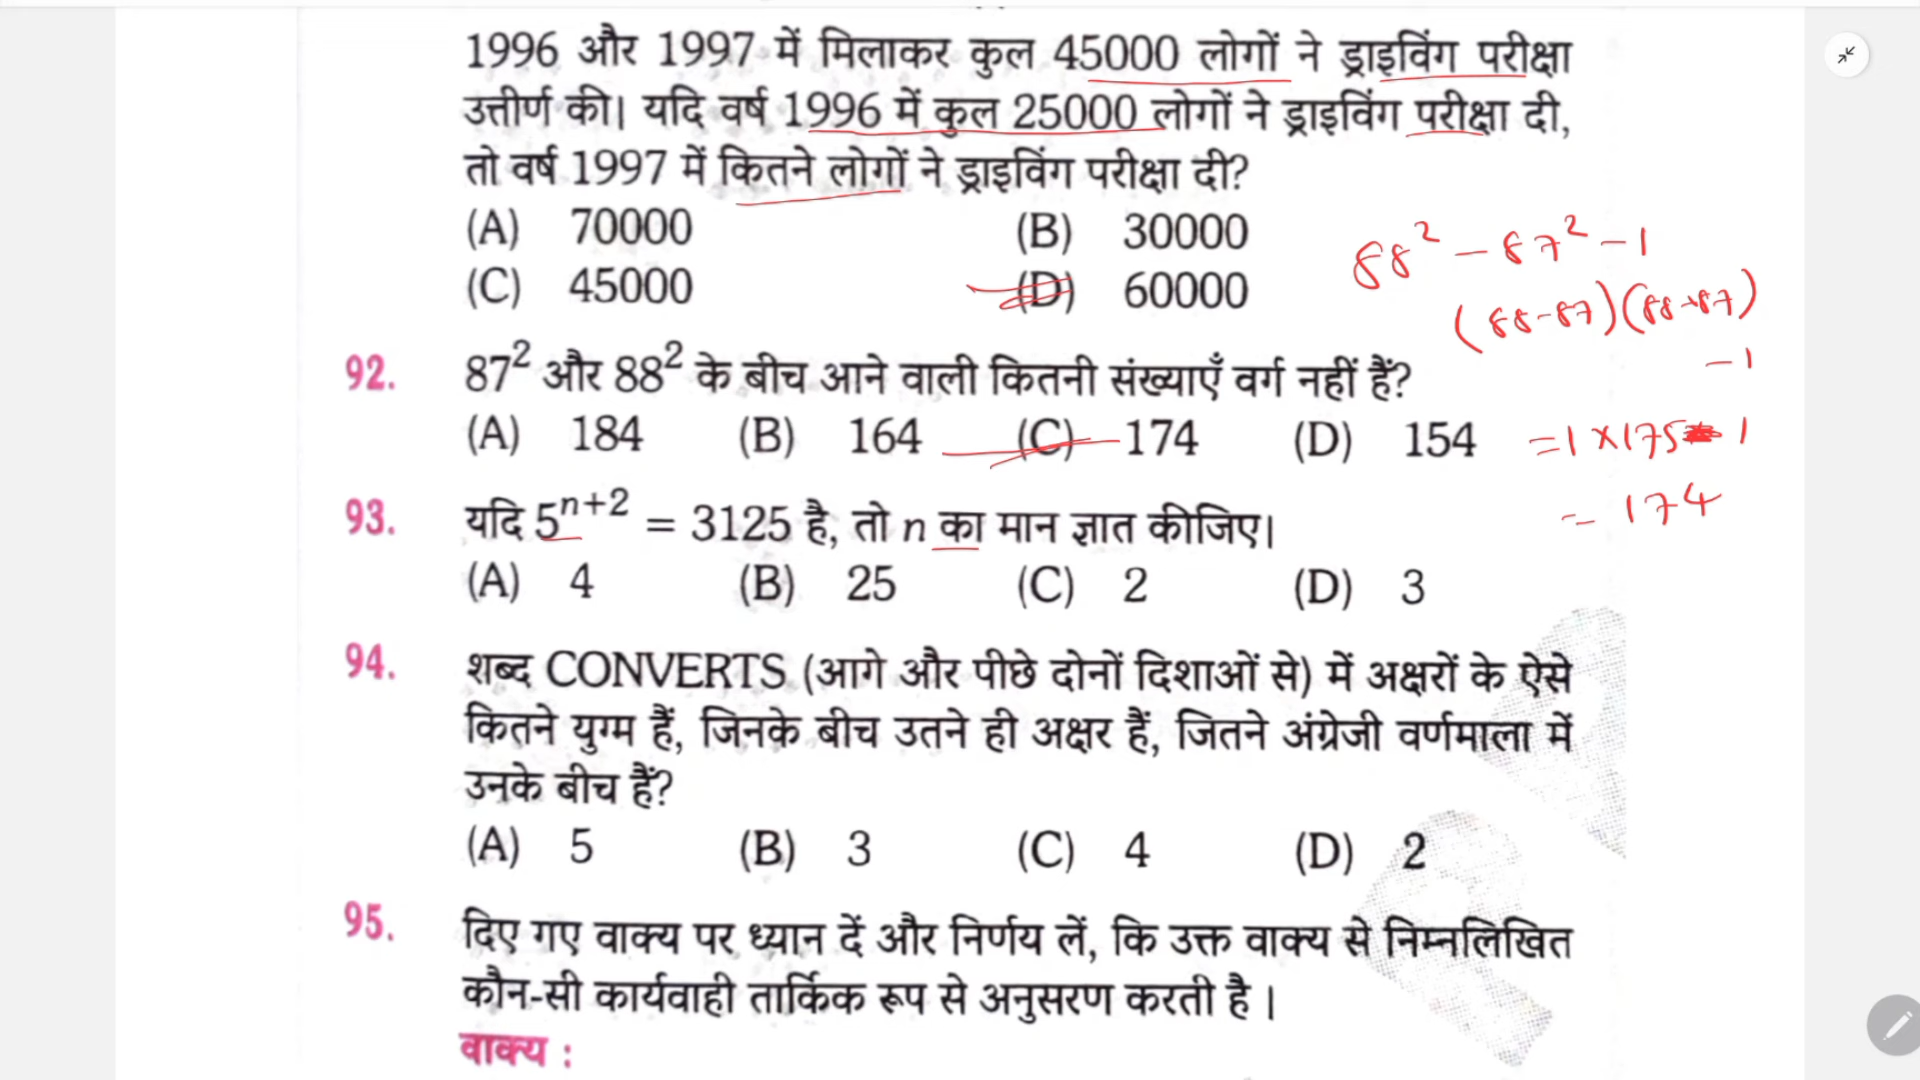 1996 और 1997 में मिलाकर कुल 45000 लोगों ने ड्राइविंग परीक्षा
उत्तीर्ण की। यदि वर्ष 1996 में कुल 25000 लोगों ने ड्राइविंग परीक्षा दी,
तो वर्ष 1997 में कितने लोगों ने ड्राइविंग परीक्षा दी?
(A) 70000 (B) 30000
(C) 45000 (D) 60000
88² – 87² – 1
(88-87)(88+87)
– 1
92. 87² और 88² के बीच आने वाली कितनी संख्याएँ वर्ग नहीं हैं?
(A) 184 (B) 164 (C) 174 (D) 154
= 1 × 175 - 1
= 174
93. यदि 5ⁿ⁺² = 3125 है, तो n का मान ज्ञात कीजिए।
(A) 4 (B) 25 (C) 2 (D) 3
94. शब्द CONVERTS (आगे और पीछे दोनों दिशाओं से) में अक्षरों के ऐसे
कितने युग्म हैं, जिनके बीच उतने ही अक्षर हैं, जितने अंग्रेजी वर्णमाला में
उनके बीच हैं?
(A) 5 (B) 3 (C) 4 (D) 2
95. दिए गए वाक्य पर ध्यान दें और निर्णय लें, कि उक्त वाक्य से निम्नलिखित
कौन-सी कार्यवाही तार्किक रूप से अनुसरण करती है ।
वाक्य :